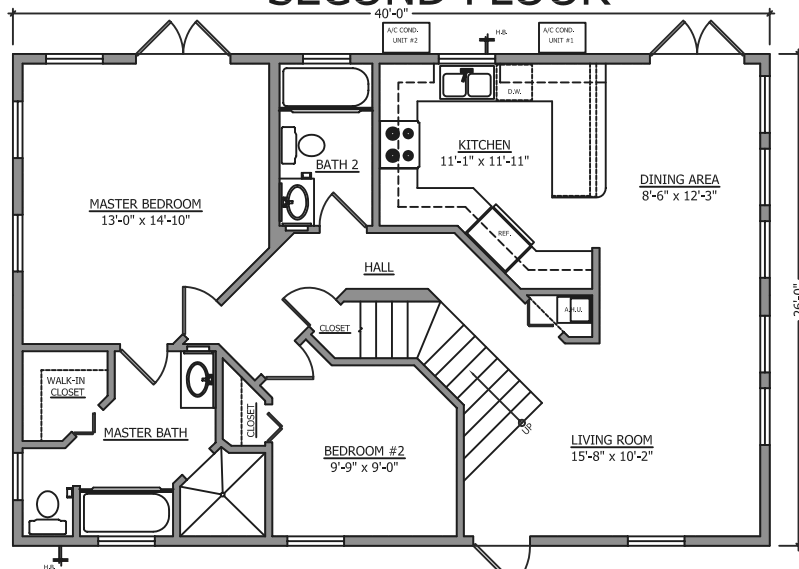 SECOND FLOOR
40'-0"
A/C COND.
UNIT #2
H.B.
A/C COND.
UNIT #1
D.W.
KITCHEN
11'-1" x 11'-11"
BATH 2
DINING AREA
8'-6" x 12'-3"
MASTER BEDROOM
13'-0" x 14'-10"
REF.
HALL
26'-0"
A.H.U.
CLOSET
WALK-IN
CLOSET
CLOSET
MASTER BATH
UP
LIVING ROOM
15'-8" x 10'-2"
BEDROOM #2
9'-9" x 9'-0"
H.B.